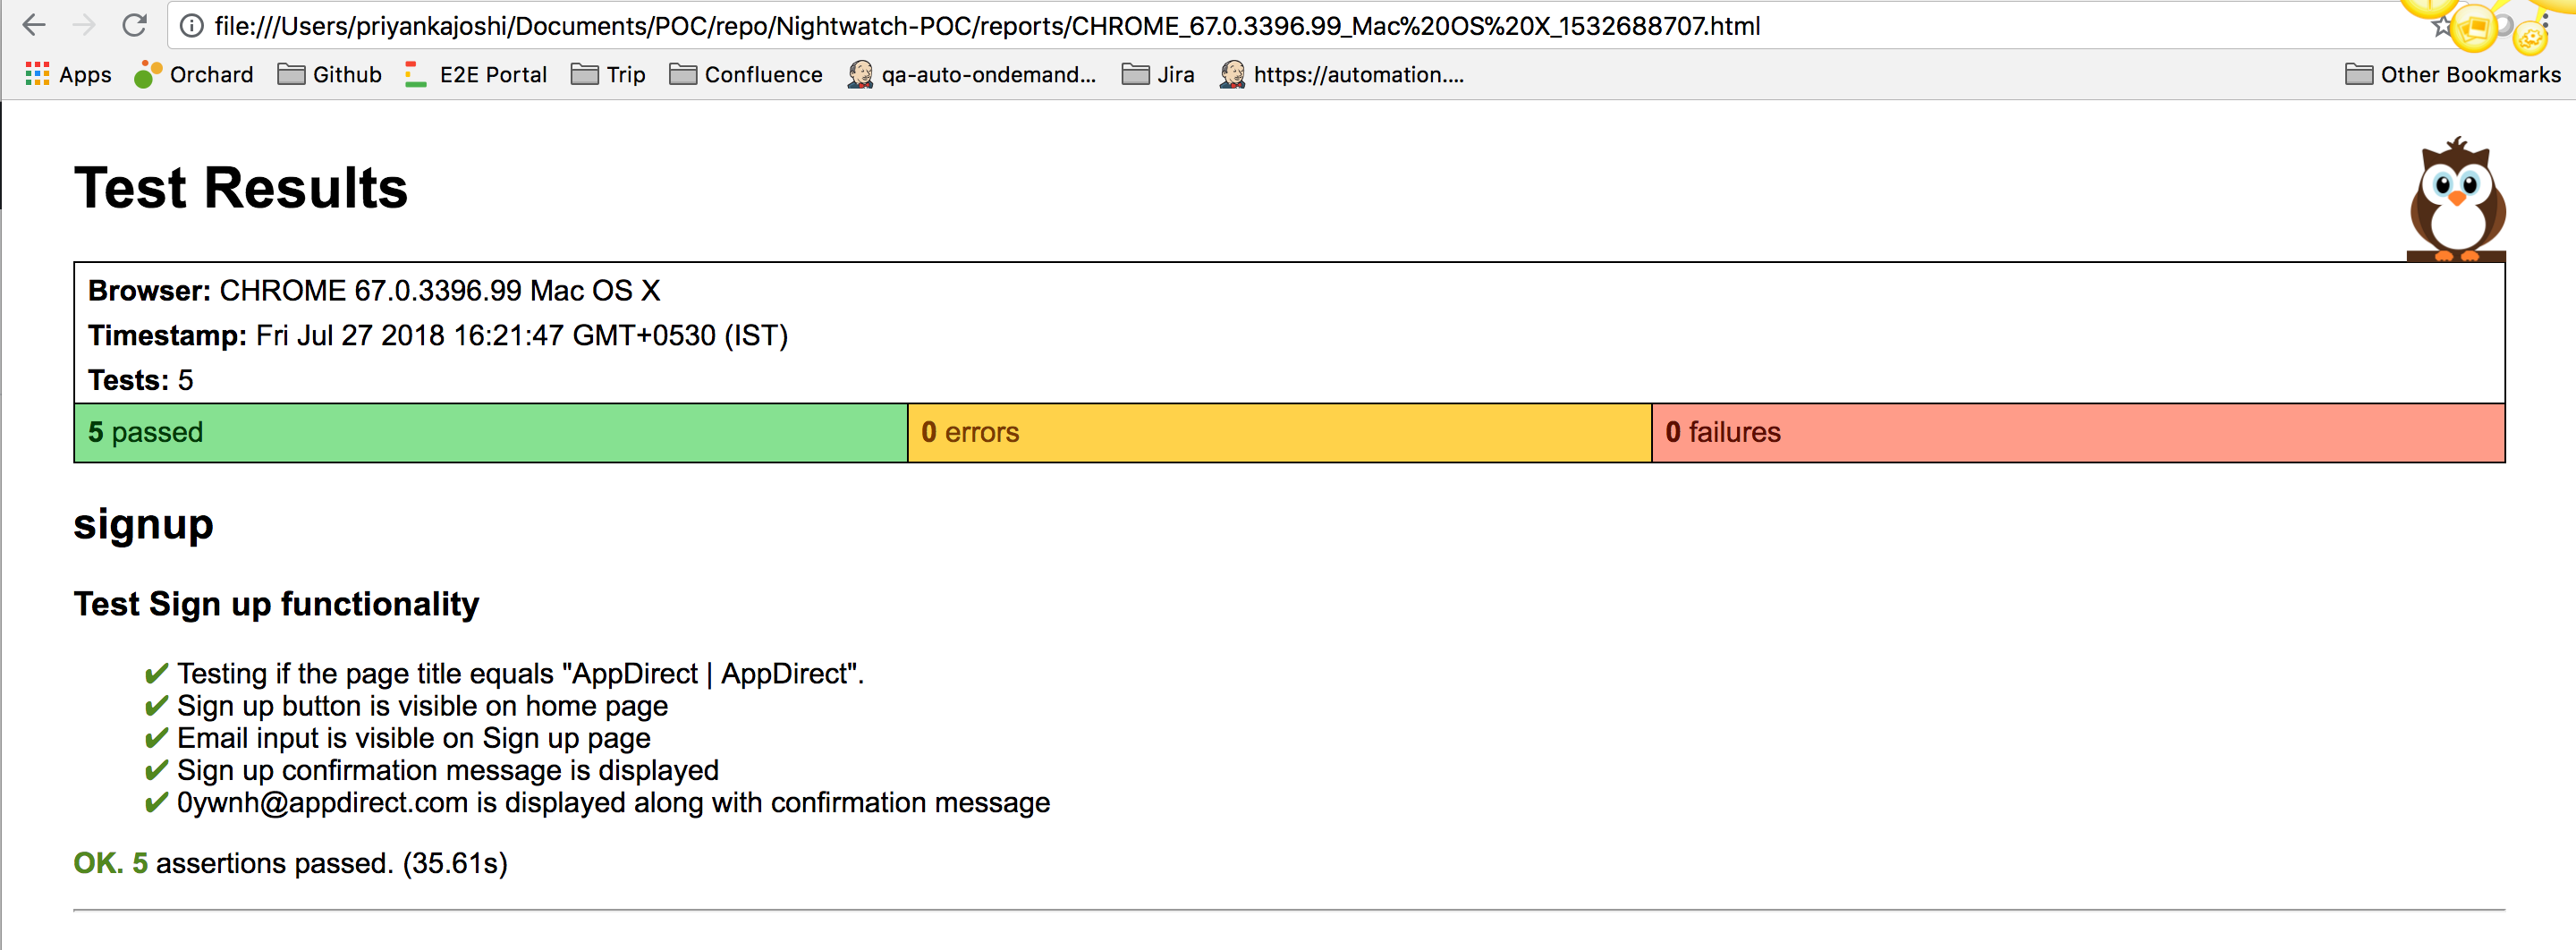 file:///Users/priyankajoshi/Documents/POC/repo/Nightwatch-POC/reports/CHROME_67.0.3396.99_Mac%20OS%20X_1532688707.html
Apps Orchard Github E2E Portal Trip Confluence qa-auto-ondemand... Jira https://automation.... Other Bookmarks
Test Results
Browser: CHROME 67.0.3396.99 Mac OS X
Timestamp: Fri Jul 27 2018 16:21:47 GMT+0530 (IST)
Tests: 5
5 passed 0 errors 0 failures
signup
Test Sign up functionality
✔ Testing if the page title equals "AppDirect | AppDirect".
✔ Sign up button is visible on home page
✔ Email input is visible on Sign up page
✔ Sign up confirmation message is displayed
✔ 0ywnh@appdirect.com is displayed along with confirmation message
OK. 5 assertions passed. (35.61s)